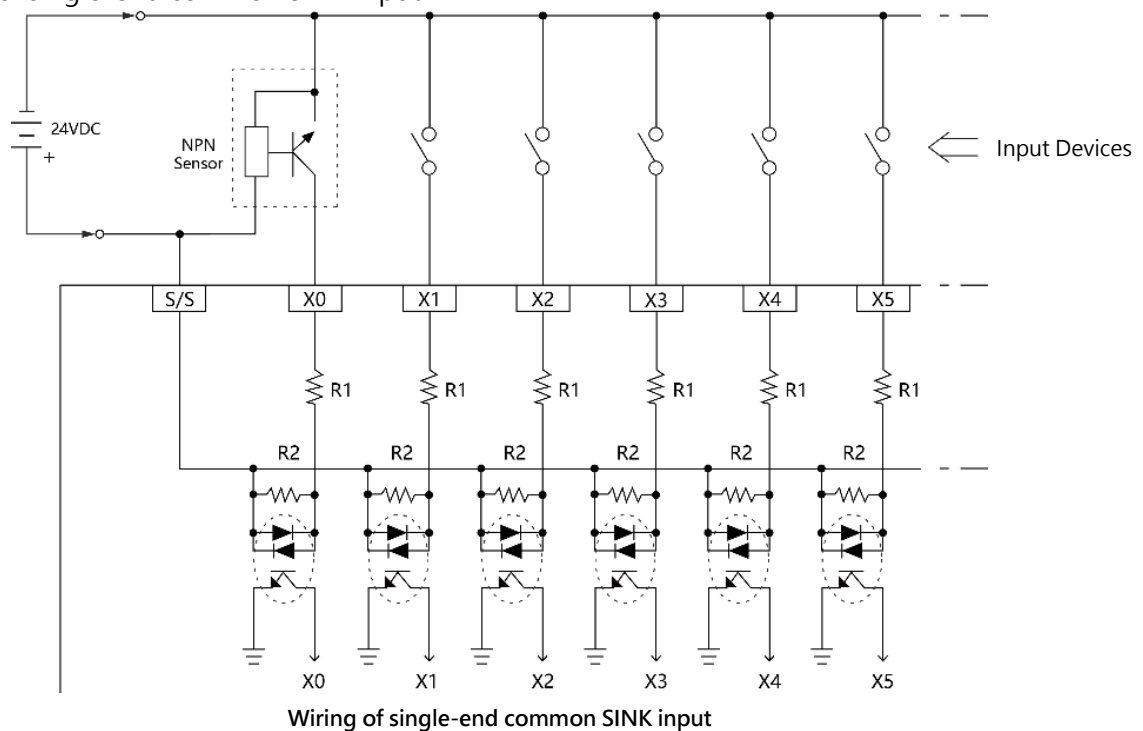 24VDC
+
NPN
Sensor
Input Devices
S/S X0 X1 X2 X3 X4 X5
R1 R1 R1 R1 R1 R1
R2 R2 R2 R2 R2 R2
X0 X1 X2 X3 X4 X5
Wiring of single-end common SINK input